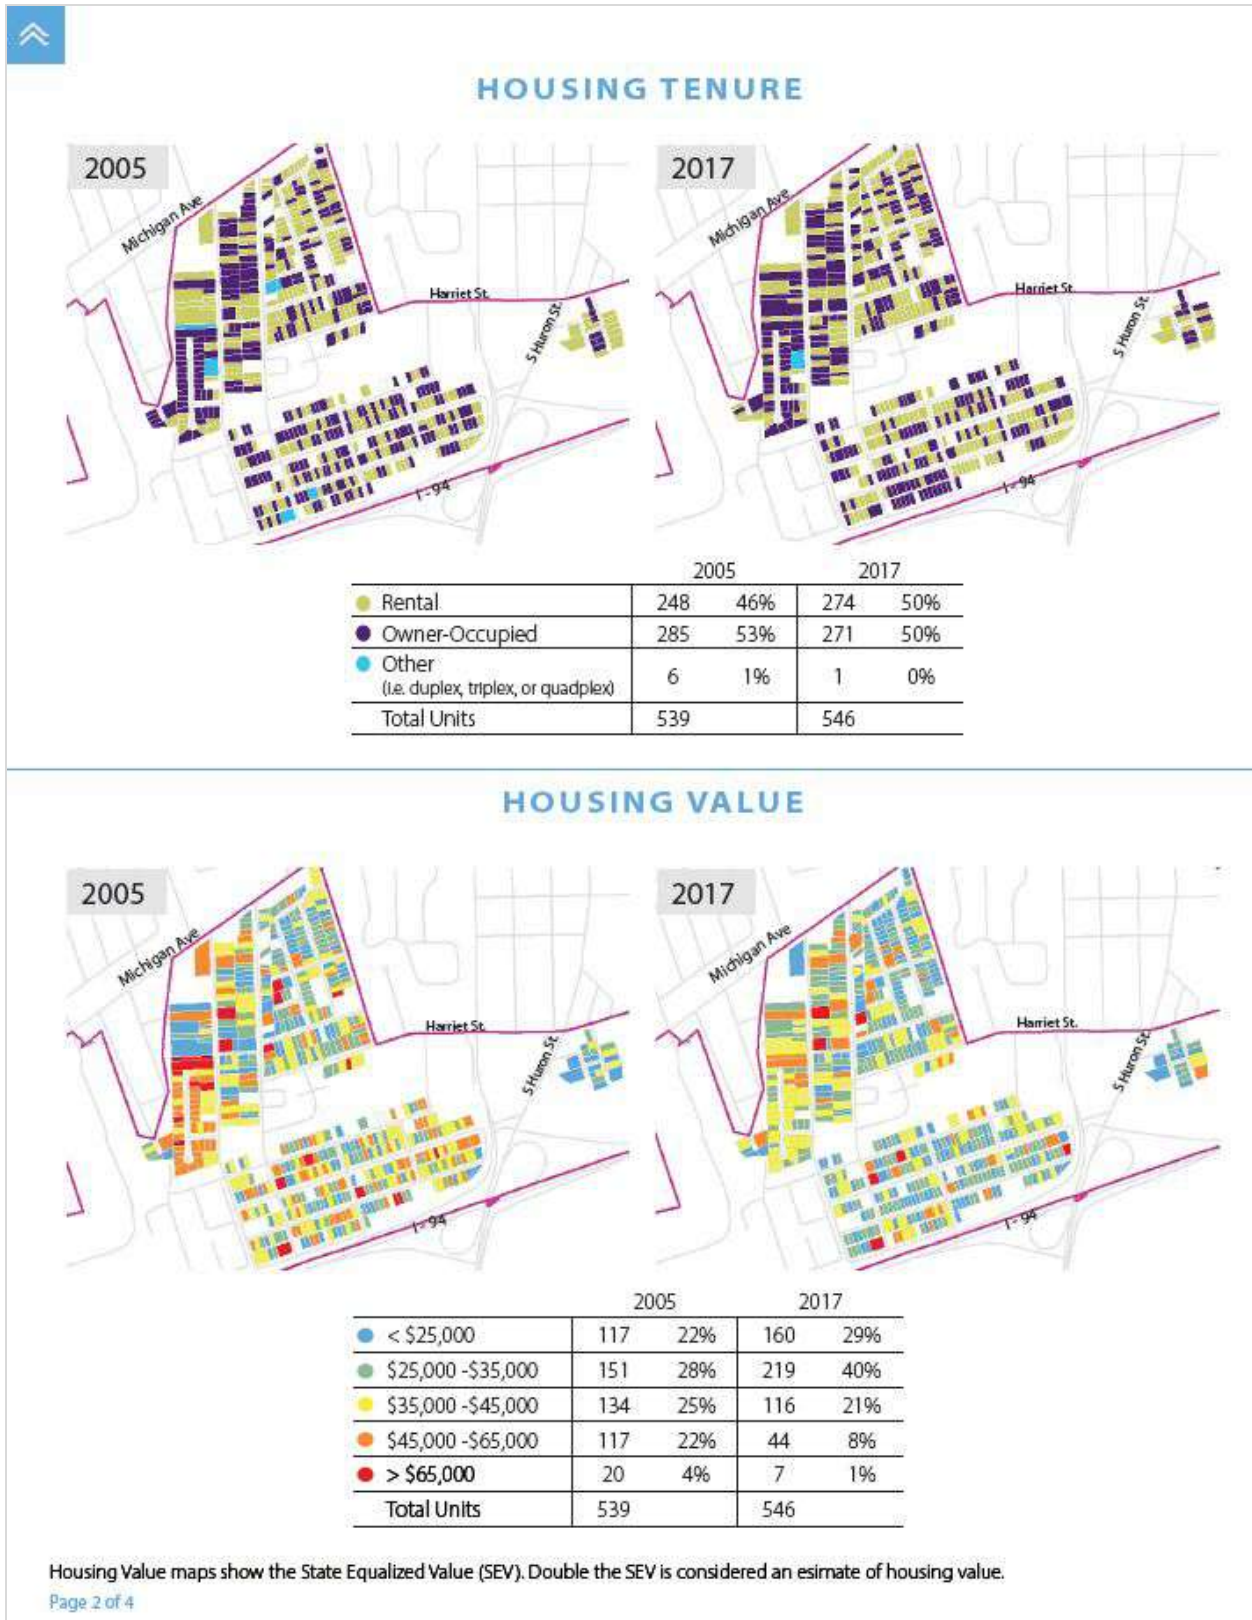 HOUSING TENURE
2005
Michigan Ave
Harriet St.
S Huron St.
I - 94
2017
Michigan Ave
Harriet St.
S Huron St.
I - 94
2005 2017
Rental 248 46% 274 50%
Owner-Occupied 285 53% 271 50%
Other
(i.e. duplex, triplex, or quadplex) 6 1% 1 0%
Total Units 539 546
HOUSING VALUE
2005
Michigan Ave
Harriet St.
S Huron St.
I - 94
2017
Michigan Ave
Harriet St.
S Huron St.
I - 94
2005 2017
< $25,000 117 22% 160 29%
$25,000 -$35,000 151 28% 219 40%
$35,000 -$45,000 134 25% 116 21%
$45,000 -$65,000 117 22% 44 8%
> $65,000 20 4% 7 1%
Total Units 539 546
Housing Value maps show the State Equalized Value (SEV). Double the SEV is considered an esimate of housing value.
Page 2 of 4